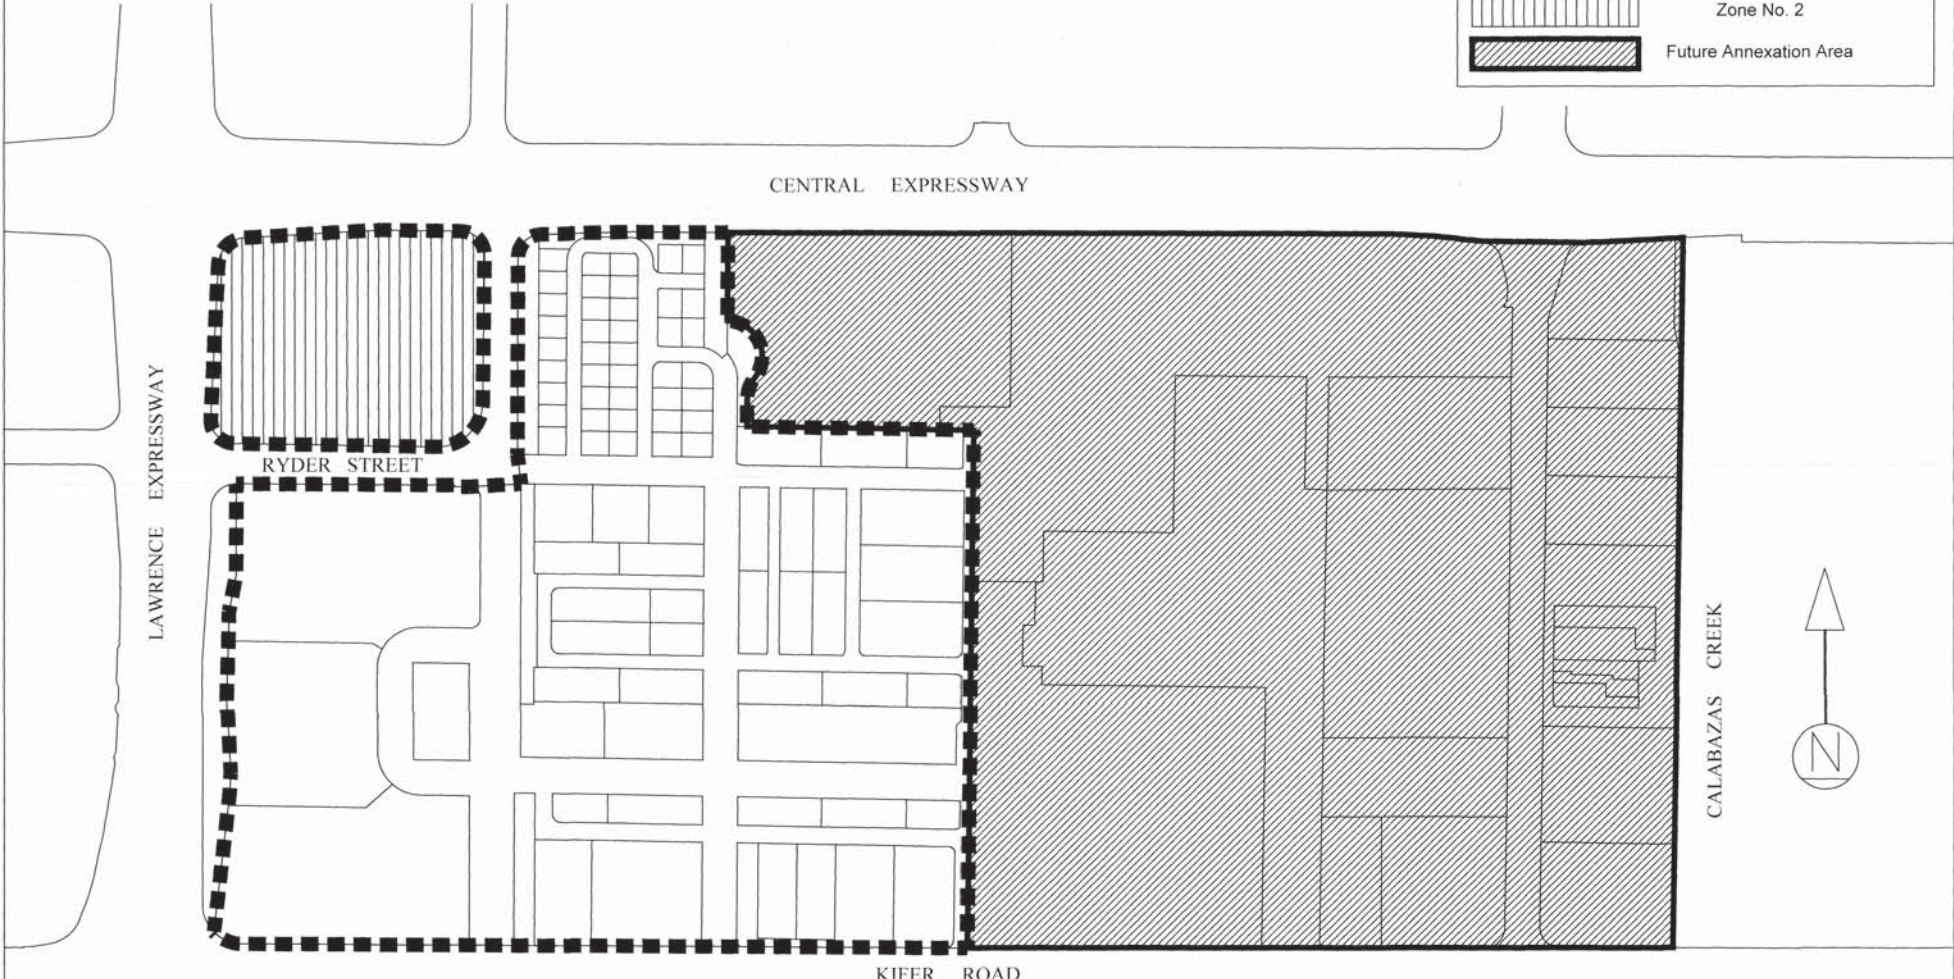 Zone No. 2
Future Annexation Area
CENTRAL EXPRESSWAY
LAWRENCE EXPRESSWAY
RYDER STREET
CALABAZAS CREEK
N
KIFER ROAD